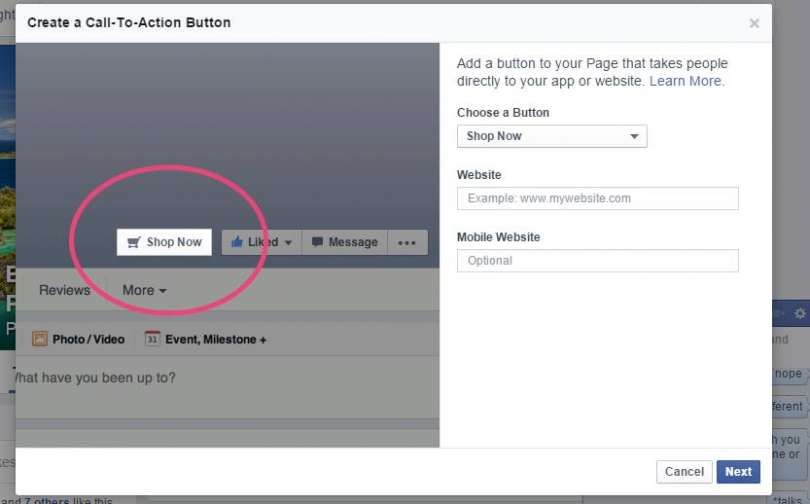 Create a Call-To-Action Button
Add a button to your Page that takes people
directly to your app or website. Learn More.
Choose a Button
Shop Now
Website
Example: www.mywebsite.com
Mobile Website
Optional
Shop Now
Liked
Message
Reviews
More
Photo / Video
31
Event, Milestone +
What have you been up to?
Cancel
Next
and
nope
7 others like this
"talks